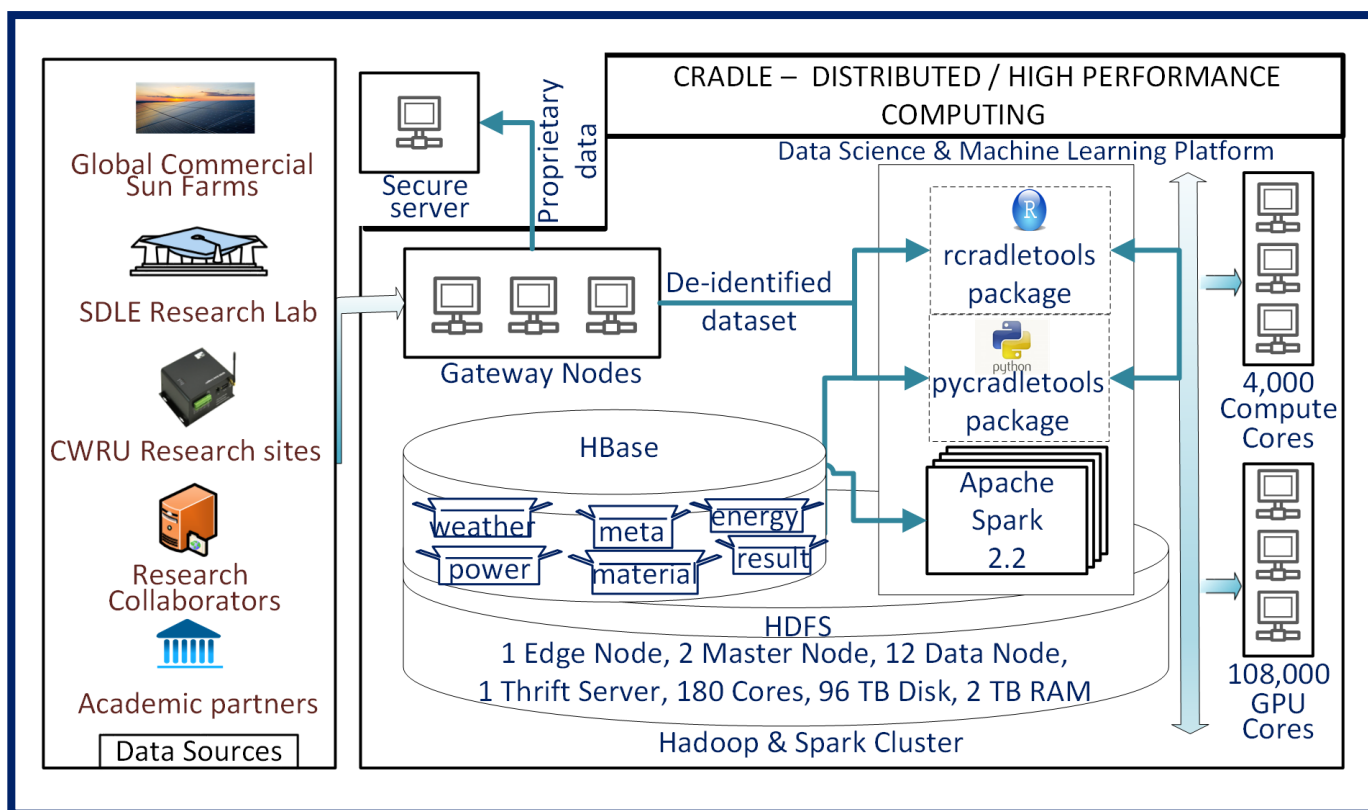 Global Commercial
Sun Farms
SDLE Research Lab
CWRU Research sites
Research
Collaborators
Academic partners
Data Sources
Secure
server
Proprietary
data
CRADLE – DISTRIBUTED / HIGH PERFORMANCE
COMPUTING
Data Science & Machine Learning Platform
R
rcradletools
package
python
pycradletools
package
Apache
Spark
2.2
Gateway Nodes
De-identified
dataset
HBase
weather
meta
energy
power
material
result
HDFS
1 Edge Node, 2 Master Node, 12 Data Node,
1 Thrift Server, 180 Cores, 96 TB Disk, 2 TB RAM
Hadoop & Spark Cluster
4,000
Compute
Cores
108,000
GPU
Cores